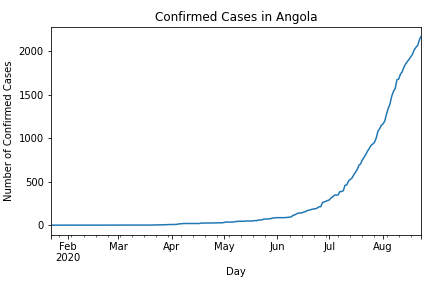 Confirmed Cases in Angola
Number of Confirmed Cases
2000
1500
1000
500
0
Feb Mar Apr May Jun Jul Aug
2020
Day